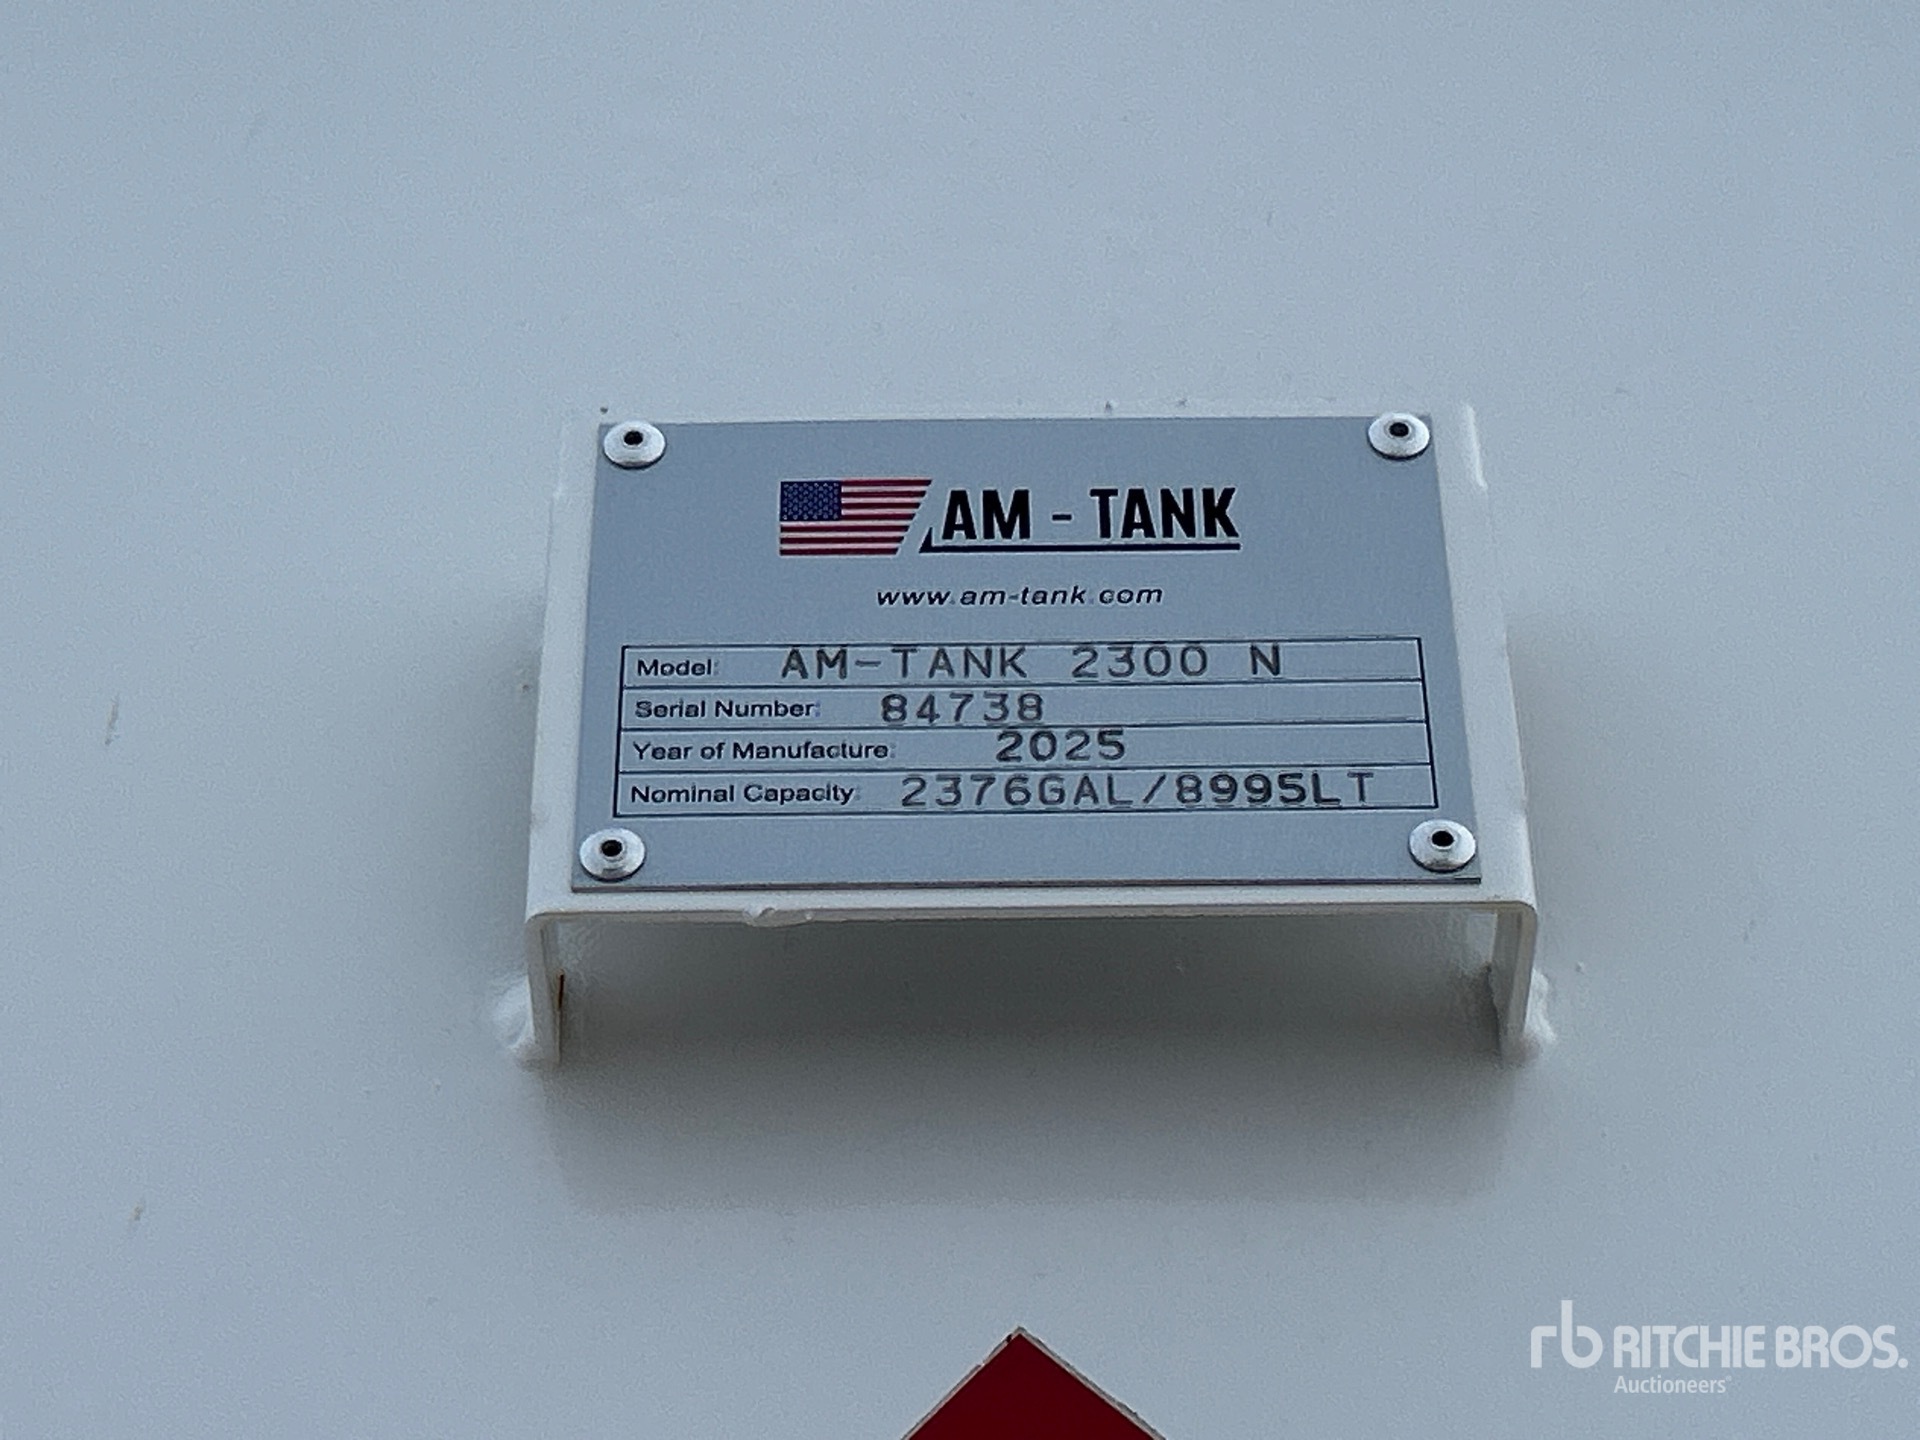 AM - TANK
www.am-tank.com
Model: AM-TANK 2300 N
Serial Number: 84738
Year of Manufacture: 2025
Nominal Capacity: 2376GAL/8995LT
rb RITCHIE BROS.
Auctioneers